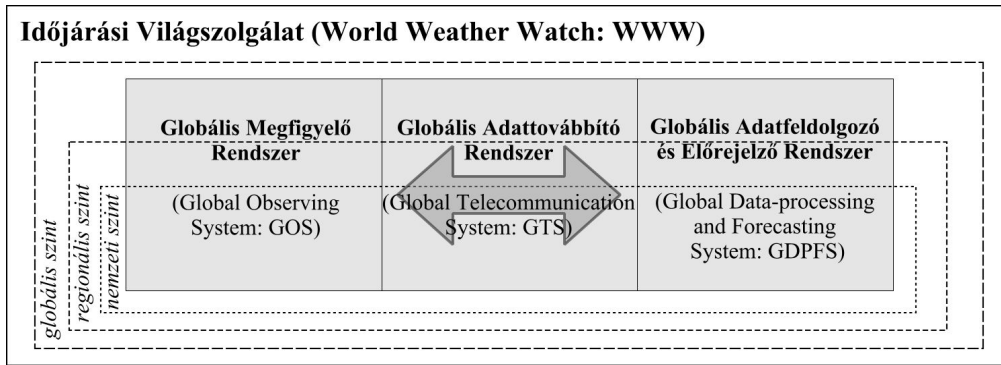 Időjárási Világszolgálat (World Weather Watch: WWW)
Globális Megfigyelő
Rendszer
(Global Observing
System: GOS)
Globális Adattovábbító
Rendszer
(Global Telecommunication
System: GTS)
Globális Adatfeldolgozó
és Előrejelző Rendszer
(Global Data-processing
and Forecasting
System: GDPFS)
globális szint
regionális szint
nemzeti szint